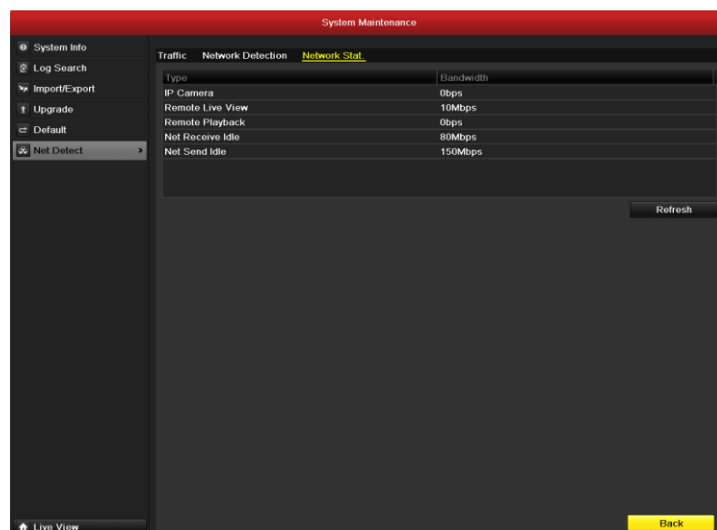 System Maintenance
System Info
Log Search
Import/Export
Upgrade
Default
Net Detect
Traffic Network Detection Network Stat.
Type Bandwidth
IP Camera 0bps
Remote Live View 10Mbps
Remote Playback 0bps
Net Receive Idle 80Mbps
Net Send Idle 150Mbps
Refresh
Live View
Back